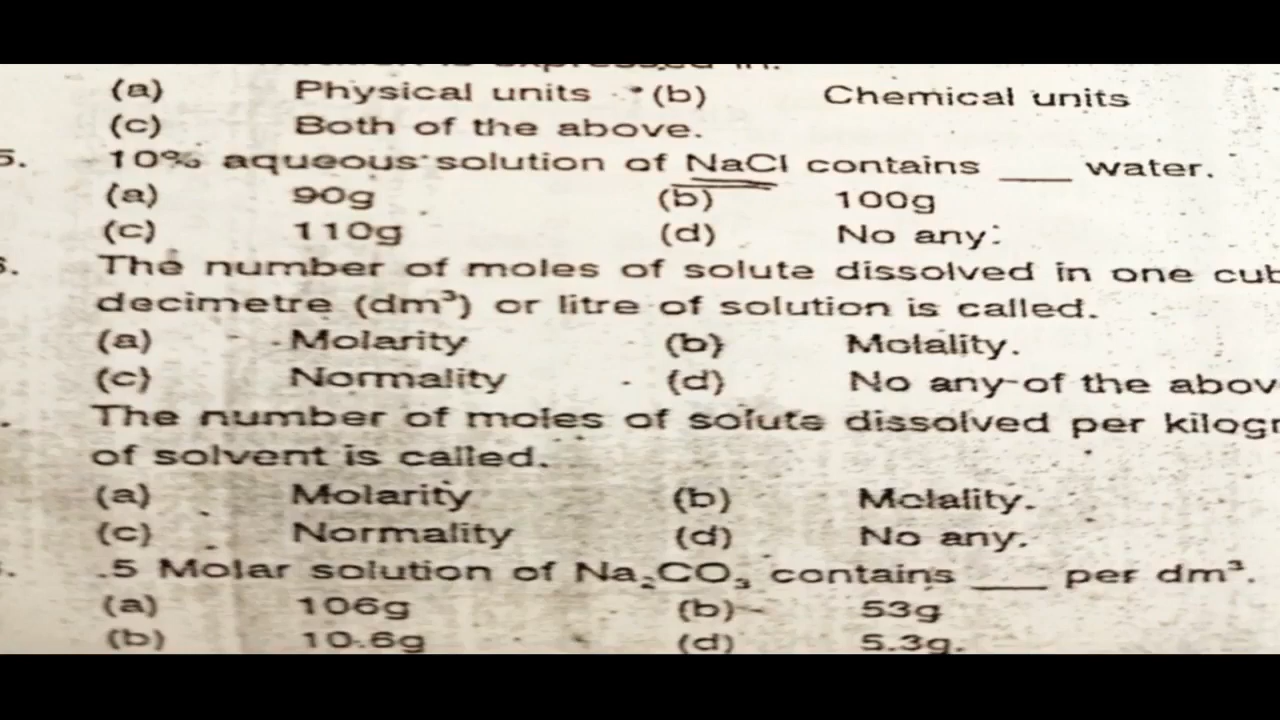 (a) Physical units (b) Chemical units
(c) Both of the above.
5. 10% aqueous solution of NaCl contains ___ water.
(a) 90g (b) 100g
(c) 110g (d) No any.
The number of moles of solute dissolved in one cub
decimetre (dm³) or litre of solution is called.
(a) Molarity (b) Molality.
(c) Normality (d) No any of the abov
The number of moles of solute dissolved per kilogr
of solvent is called.
(a) Molarity (b) Molality.
(c) Normality (d) No any.
.5 Molar solution of Na₂CO₃ contains ___ per dm³.
(a) 106g (b) 53g
(b) 10.6g (d) 5.3g.